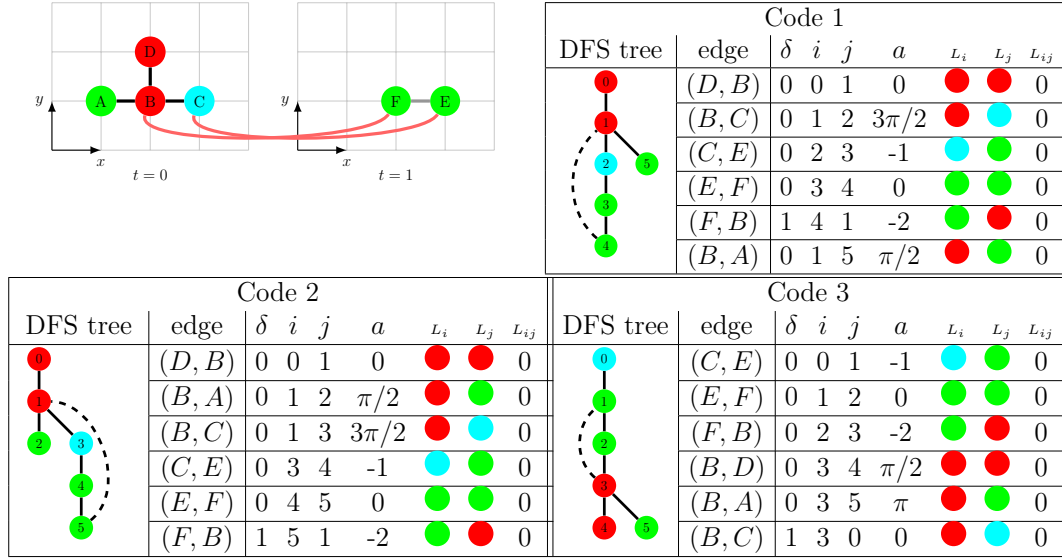 D
A B C F E
y y
x x
t = 0 t = 1
Code 1
DFS tree edge δ i j a L_i L_j L_ij
(D, B) 0 0 1 0 0
(B, C) 0 1 2 3π/2 0
(C, E) 0 2 3 -1 0
(E, F) 0 3 4 0 0
(F, B) 1 4 1 -2 0
(B, A) 0 1 5 π/2 0
0
1
2 5
3
4
Code 2
DFS tree edge δ i j a L_i L_j L_ij
(D, B) 0 0 1 0 0
(B, A) 0 1 2 π/2 0
(B, C) 0 1 3 3π/2 0
(C, E) 0 3 4 -1 0
(E, F) 0 4 5 0 0
(F, B) 1 5 1 -2 0
0
1
2 3
4
5
Code 3
DFS tree edge δ i j a L_i L_j L_ij
(C, E) 0 0 1 -1 0
(E, F) 0 1 2 0 0
(F, B) 0 2 3 -2 0
(B, D) 0 3 4 π/2 0
(B, A) 0 3 5 π 0
(B, C) 1 3 0 0 0
0
1
2
3
4 5